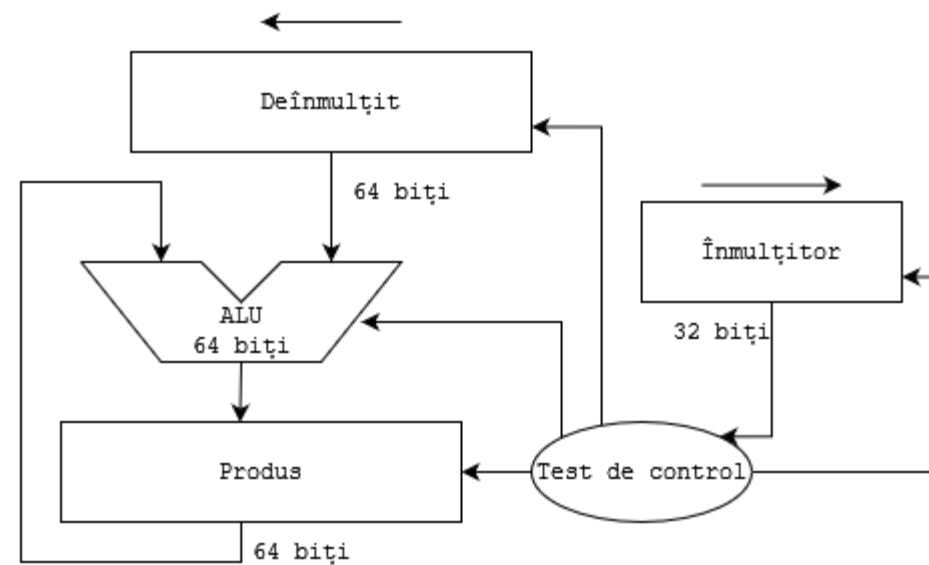 Deînmulțit
64 biți
Înmulțitor
ALU
64 biți
32 biți
Produs
Test de control
64 biți